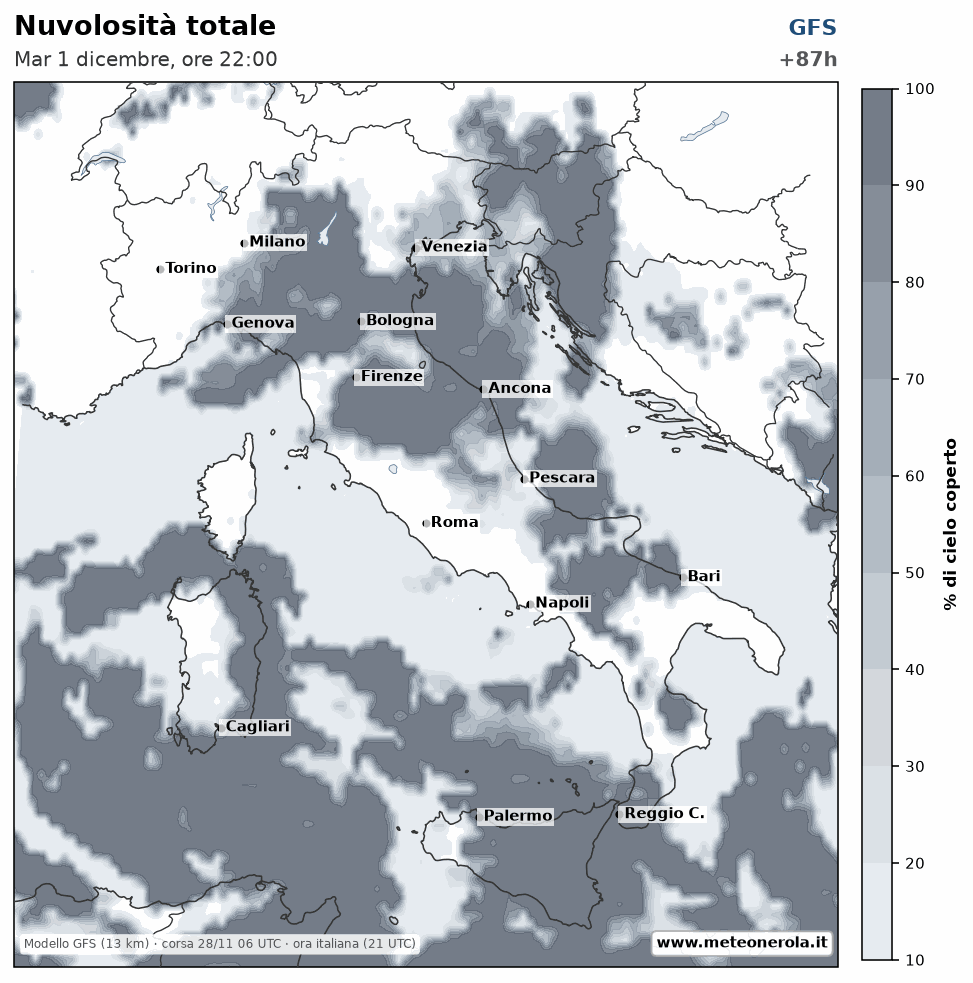 Nuvolosità totale
GFS
Mar 1 dicembre, ore 22:00
+87h
Milano
Venezia
Torino
Genova
Bologna
Firenze
Ancona
Pescara
Roma
Bari
Napoli
Cagliari
Palermo
Reggio C.
Modello GFS (13 km) · corsa 28/11 06 UTC · ora italiana (21 UTC)
www.meteonerola.it
100
90
80
70
60
50
40
30
20
10
% di cielo coperto